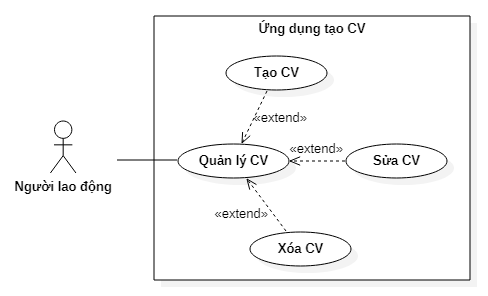 Ứng dụng tạo CV
Tạo CV
«extend»
Quản lý CV
«extend»
Sửa CV
Người lao động
«extend»
Xóa CV